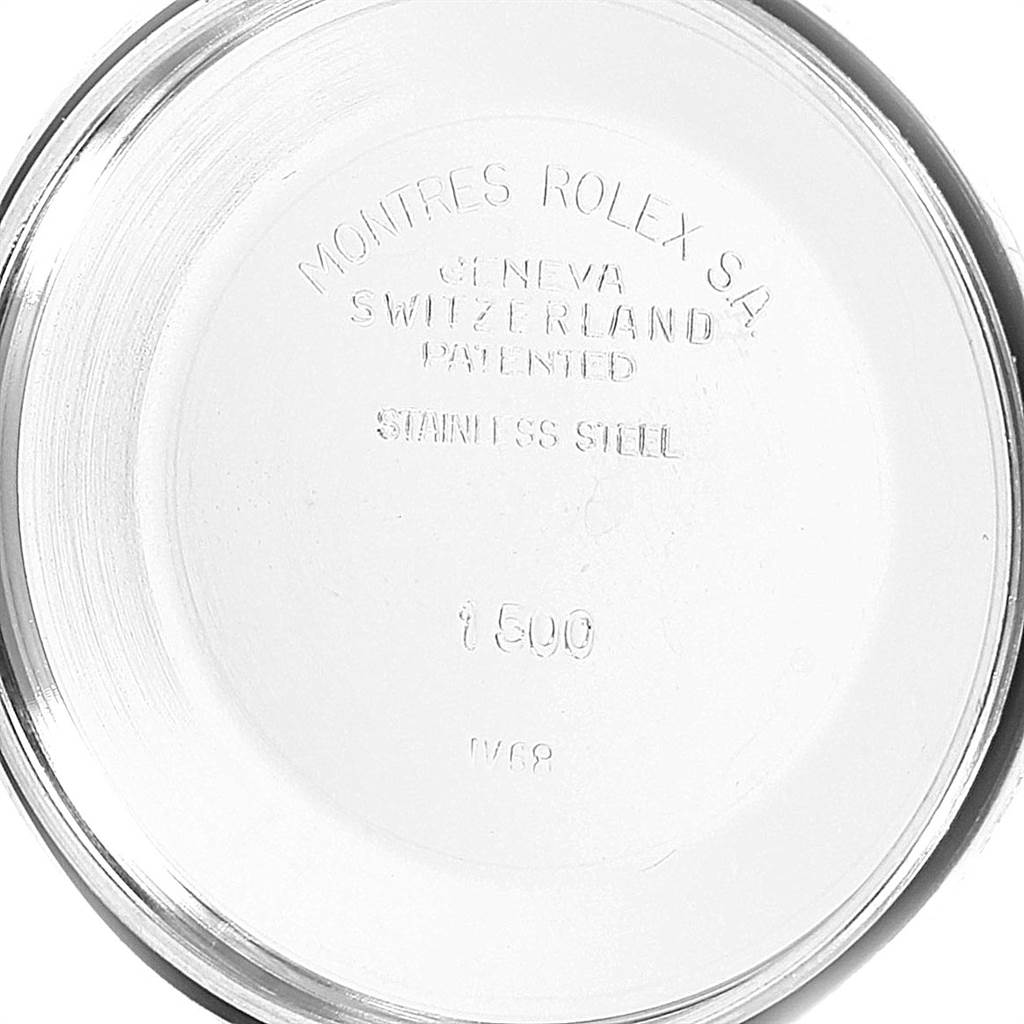 MONTRES ROLEX S.A.
GENEVA
SWITZERLAND
PATENTED
STAINLESS STEEL
1500
IV68